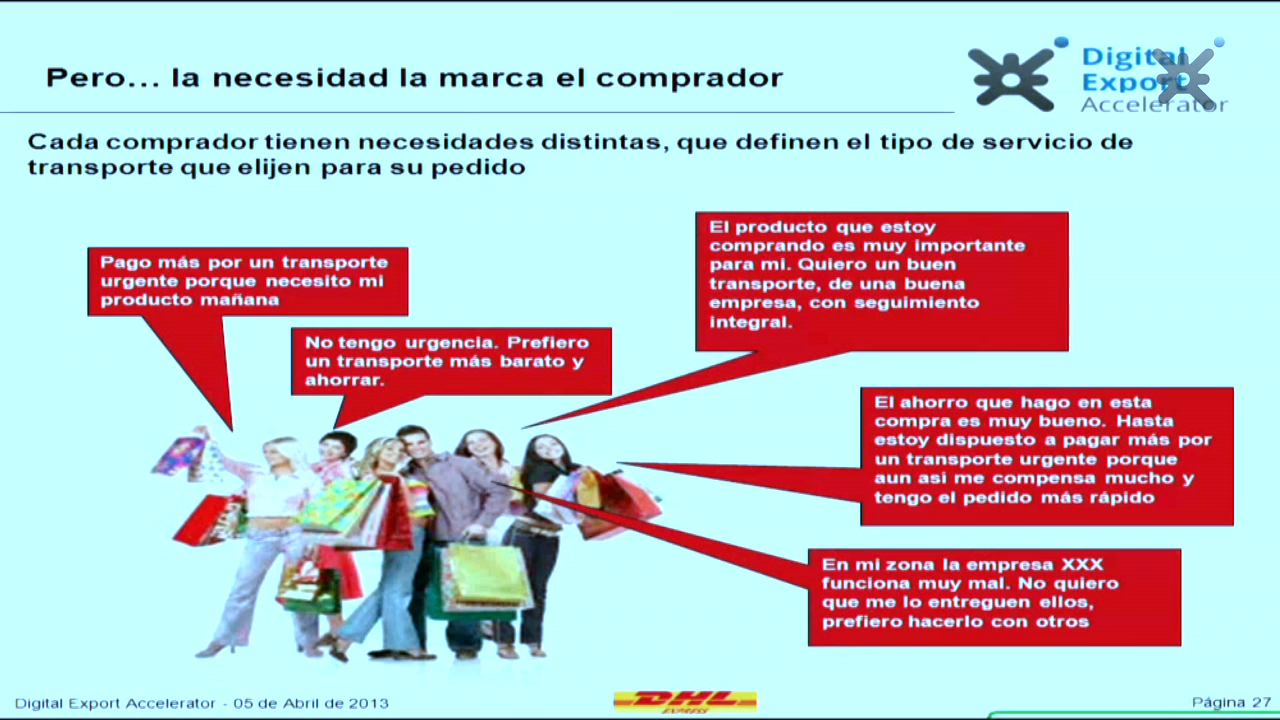 Pero... la necesidad la marca el comprador
Digital
Export
Accelerator
Cada comprador tienen necesidades distintas, que definen el tipo de servicio de
transporte que elijen para su pedido
Pago más por un transporte
urgente porque necesito mi
producto mañana
No tengo urgencia. Prefiero
un transporte más barato y
ahorrar.
El producto que estoy
comprando es muy importante
para mi. Quiero un buen
transporte, de una buena
empresa, con seguimiento
integral.
El ahorro que hago en esta
compra es muy bueno. Hasta
estoy dispuesto a pagar más por
un transporte urgente porque
aun asi me compensa mucho y
tengo el pedido más rápido
En mi zona la empresa XXX
funciona muy mal. No quiero
que me lo entreguen ellos,
prefiero hacerlo con otros
Digital Export Accelerator - 05 de Abril de 2013
DHL
EXPRESS
Página 27